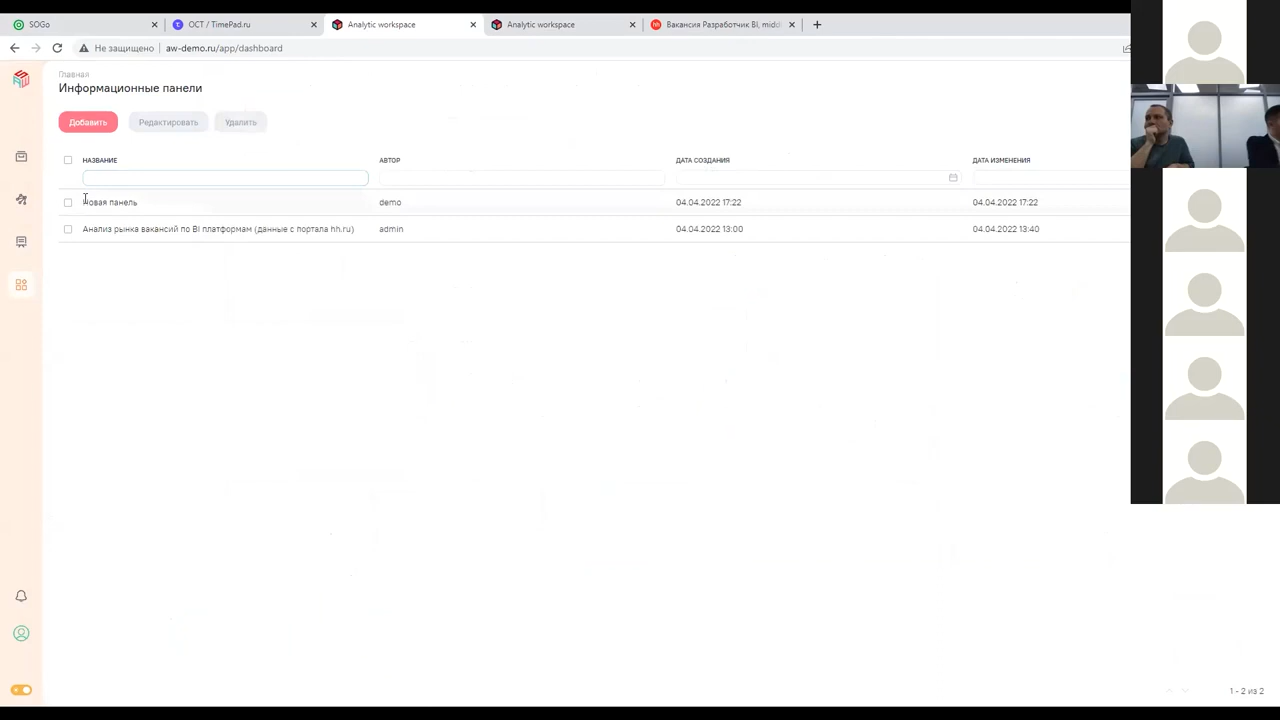 SOGo
OCT / TimePad.ru
Analytic workspace
Analytic workspace
Вакансия Разработчик BI, midd
Не защищено
aw-demo.ru/app/dashboard
Главная
Информационные панели
Добавить
Редактировать
Удалить
НАЗВАНИЕ
АВТОР
ДАТА СОЗДАНИЯ
ДАТА ИЗМЕНЕНИЯ
Новая панель
demo
04.04.2022 17:22
04.04.2022 17:22
Анализ рынка вакансий по BI платформам (данные с портала hh.ru)
admin
04.04.2022 13:00
04.04.2022 13:40
1 - 2 из 2